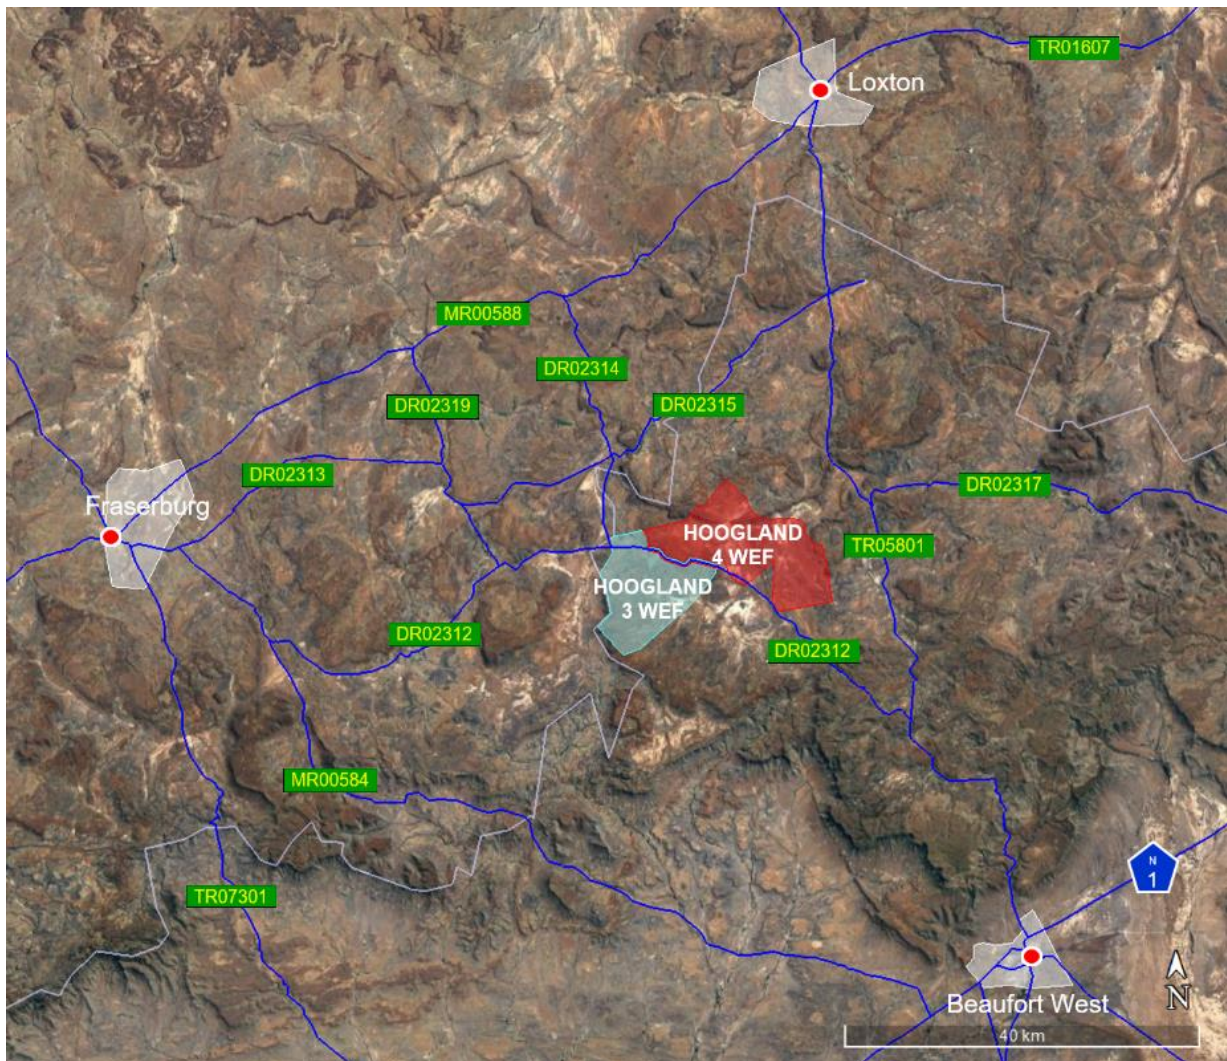 TR01607
Loxton
MR00588
DR02314
DR02319
DR02315
DR02313
DR02317
Fraserburg
HOOGLAND
4 WEF
TR05801
HOOGLAND
3 WEF
DR02312
DR02312
MR00584
N
1
TR07301
N
Beaufort West
40 km